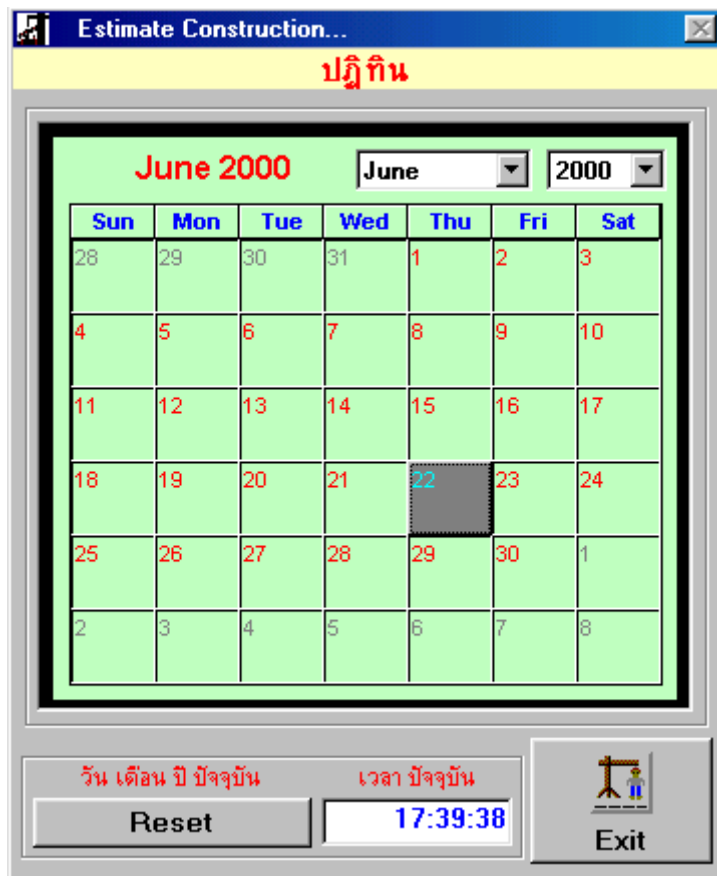 Estimate Construction...
ปฎิทิน
June 2000 June 2000
Sun Mon Tue Wed Thu Fri Sat
28 29 30 31 1 2 3
4 5 6 7 8 9 10
11 12 13 14 15 16 17
18 19 20 21 22 23 24
25 26 27 28 29 30 1
2 3 4 5 6 7 8
วัน เดือน ปี ปัจจุบัน เวลา ปัจจุบัน
Reset 17:39:38
Exit